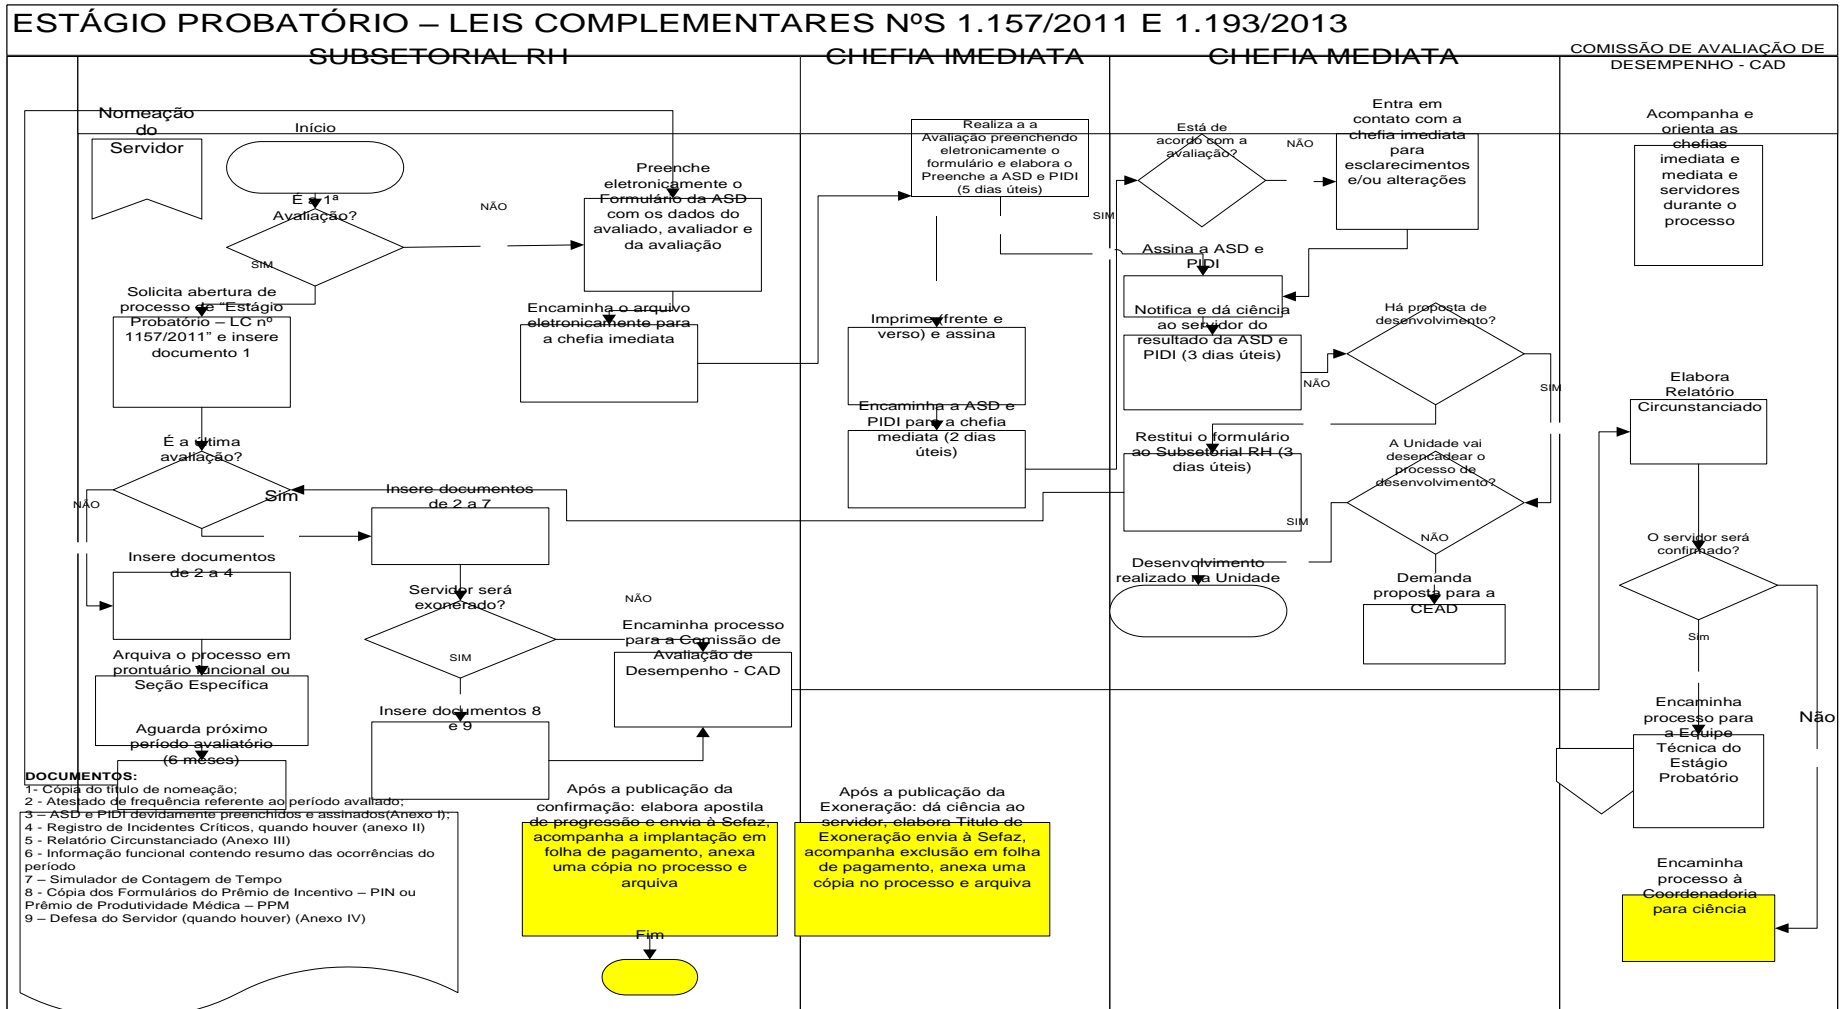 ESTÁGIO PROBATÓRIO – LEIS COMPLEMENTARES NºS 1.157/2011 E 1.193/2013
SUBSETORIAL RH
CHEFIA IMEDIATA
CHEFIA MEDIATA
COMISSÃO DE AVALIAÇÃO DE
DESEMPENHO - CAD
Nomeação
do
Servidor
Início
É a 1ª
Avaliação?
NÃO
SIM
Preenche
eletronicamente o
Formulário da ASD
com os dados do
avaliado, avaliador e
da avaliação
Solicita abertura de
processo de “Estágio
Probatório – LC nº
1157/2011” e insere
documento 1
Encaminha o arquivo
eletronicamente para
a chefia imediata
É a última
avaliação?
Sim
NÃO
Insere documentos
de 2 a 7
Insere documentos
de 2 a 4
Servidor será
exonerado?
NÃO
SIM
Encaminha processo
para a Comissão de
Avaliação de
Desempenho - CAD
Arquiva o processo em
prontuário funcional ou
Seção Específica
Insere documentos 8
e 9
Aguarda próximo
período avaliatório
(6 meses)
DOCUMENTOS:
1- Cópia do título de nomeação;
2 - Atestado de frequência referente ao período avaliado;
3 – ASD e PIDI devidamente preenchidos e assinados(Anexo I);
4 - Registro de Incidentes Críticos, quando houver (anexo II)
5 - Relatório Circunstanciado (Anexo III)
6 - Informação funcional contendo resumo das ocorrências do
período
7 – Simulador de Contagem de Tempo
8 - Cópia dos Formulários do Prêmio de Incentivo – PIN ou
Prêmio de Produtividade Médica – PPM
9 – Defesa do Servidor (quando houver) (Anexo IV)
Após a publicação da
confirmação: elabora apostila
de progressão e envia à Sefaz,
acompanha a implantação em
folha de pagamento, anexa
uma cópia no processo e
arquiva
Fim
Realiza a a
Avaliação preenchendo
eletronicamente o
formulário e elabora o
Preenche a ASD e PIDI
(5 dias úteis)
Imprime (frente e
verso) e assina
Encaminha a ASD e
PIDI para a chefia
mediata (2 dias
úteis)
Após a publicação da
Exoneração: dá ciência ao
servidor, elabora Titulo de
Exoneração envia à Sefaz,
acompanha exclusão em folha
de pagamento, anexa uma
cópia no processo e arquiva
Está de
acordo com a
avaliação?
NÃO
SIM
Entra em
contato com a
chefia imediata
para
esclarecimentos
e/ou alterações
Assina a ASD e
PIDI
Notifica e dá ciência
ao servidor do
resultado da ASD e
PIDI (3 dias úteis)
Há proposta de
desenvolvimento?
NÃO
SIM
Restitui o formulário
ao Subsetorial RH (3
dias úteis)
A Unidade vai
desencadear o
processo de
desenvolvimento?
SIM
NÃO
Desenvolvimento
realizado na Unidade
Demanda
proposta para a
CEAD
Acompanha e
orienta as
chefias
imediata e
mediata e
servidores
durante o
processo
Elabora
Relatório
Circunstanciado
O servidor será
confirmado?
Sim
Não
Encaminha
processo para
a Equipe
Técnica do
Estágio
Probatório
Encaminha
processo à
Coordenadoria
para ciência